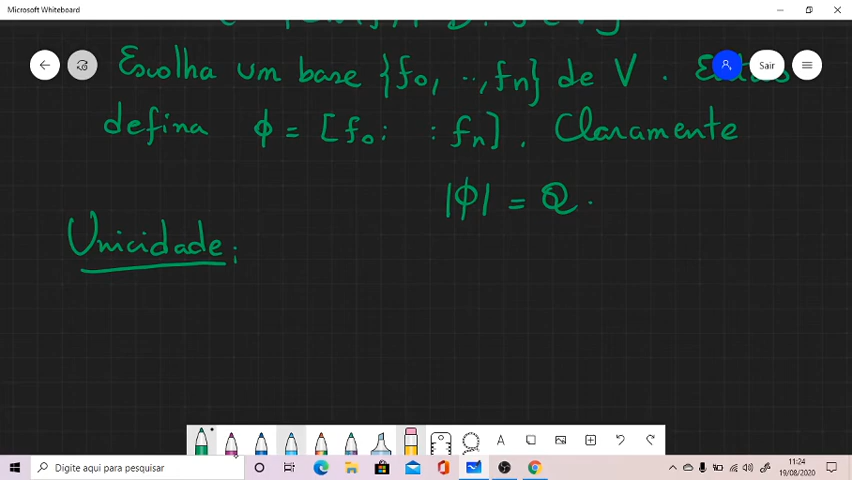 Microsoft Whiteboard
Escolha um base {f0, .., fn} de V.
Sair
defina ϕ = [f0: : fn]. Claramente
|ϕ| = Q.
Unicidade:
A
Digite aqui para pesquisar
11:24
19/08/2020